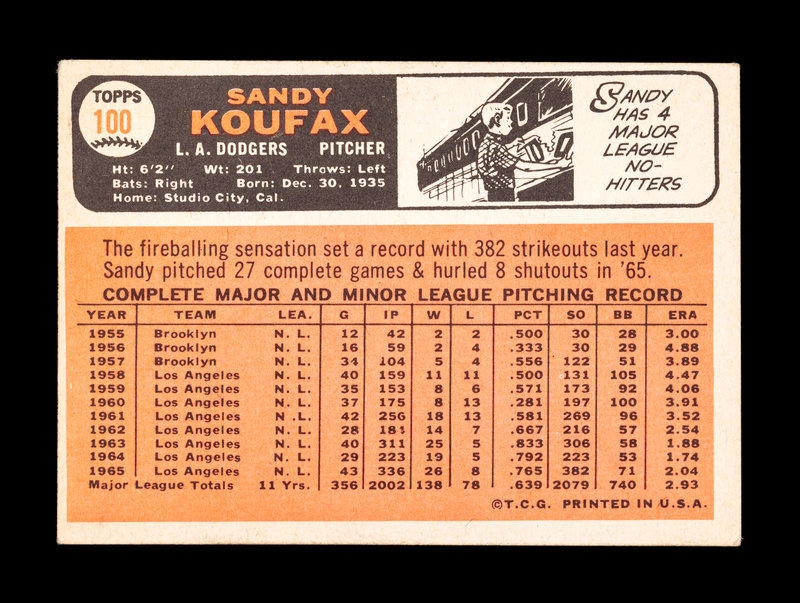 TOPPS
100
SANDY
KOUFAX
L. A. DODGERS PITCHER
Ht: 6'2" Wt: 201 Throws: Left
Bats: Right Born: Dec. 30, 1935
Home: Studio City, Cal.
SANDY
HAS 4
MAJOR
LEAGUE
NO-
HITTERS
The fireballing sensation set a record with 382 strikeouts last year.
Sandy pitched 27 complete games & hurled 8 shutouts in '65.
COMPLETE MAJOR AND MINOR LEAGUE PITCHING RECORD
YEAR TEAM LEA. G IP W L PCT SO BB ERA
1955 Brooklyn N. L. 12 42 2 2 .500 30 28 3.00
1956 Brooklyn N. L. 16 59 2 4 .333 30 29 4.88
1957 Brooklyn N. L. 34 104 5 4 .556 122 51 3.89
1958 Los Angeles N. L. 40 159 11 11 .500 131 105 4.47
1959 Los Angeles N. L. 35 153 8 6 .571 173 92 4.06
1960 Los Angeles N. L. 37 175 8 13 .281 197 100 3.91
1961 Los Angeles N. L. 42 256 18 13 .581 269 96 3.52
1962 Los Angeles N. L. 28 14 7 .667 216 57 2.54
1963 Los Angeles N. L. 40 311 25 5 .833 306 58 1.88
1964 Los Angeles N. L. 29 223 19 5 .792 223 53 1.74
1965 Los Angeles N. L. 43 336 26 8 .765 382 71 2.04
Major League Totals 11 Yrs. 356 2002 138 78 .639 2079 740 2.93
©T.C.G. PRINTED IN U.S.A.